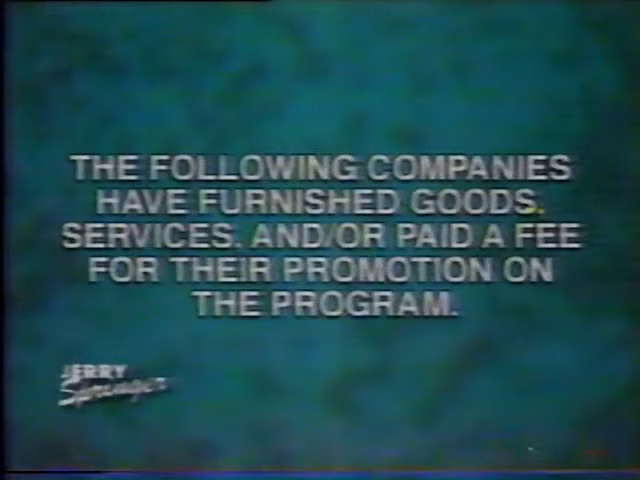 THE FOLLOWING COMPANIES
HAVE FURNISHED GOODS,
SERVICES, AND/OR PAID A FEE
FOR THEIR PROMOTION ON
THE PROGRAM.
JERRY
Springer